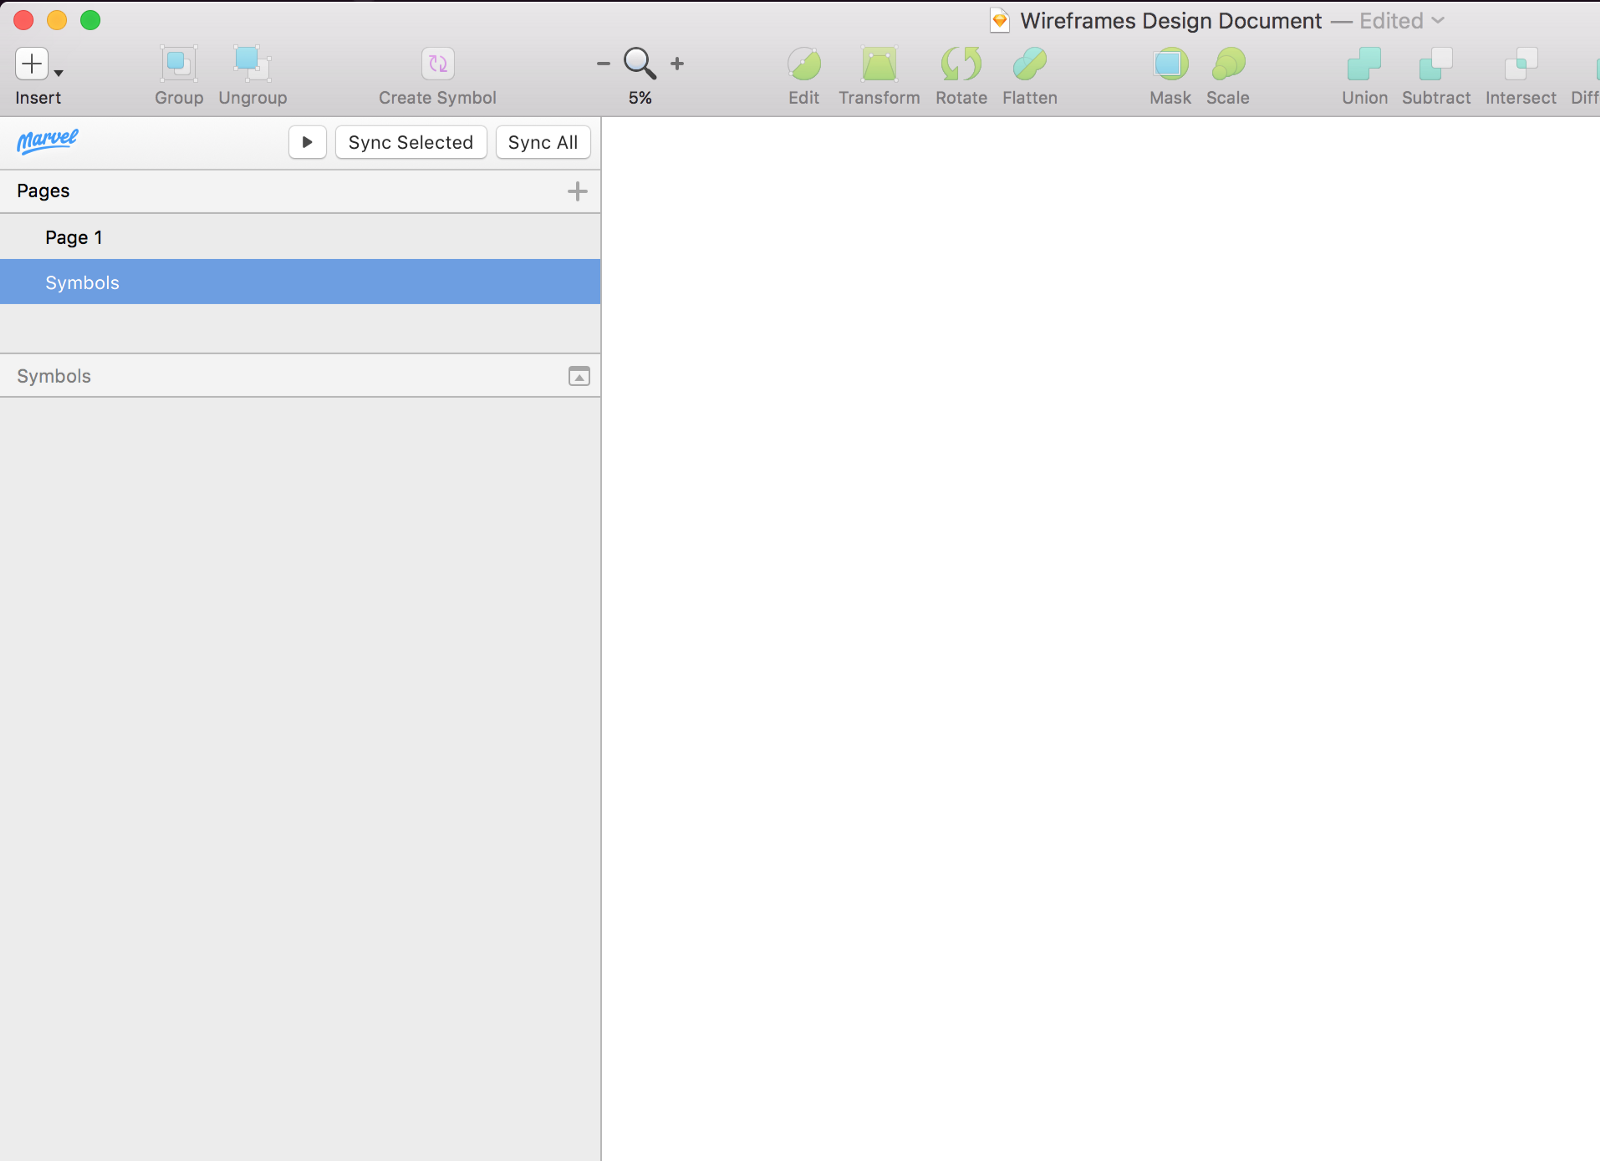 Wireframes Design Document — Edited
Insert
Group
Ungroup
Create Symbol
5%
Edit
Transform
Rotate
Flatten
Mask
Scale
Union
Subtract
Intersect
Diff
Marvel
Sync Selected
Sync All
Pages
Page 1
Symbols
Symbols